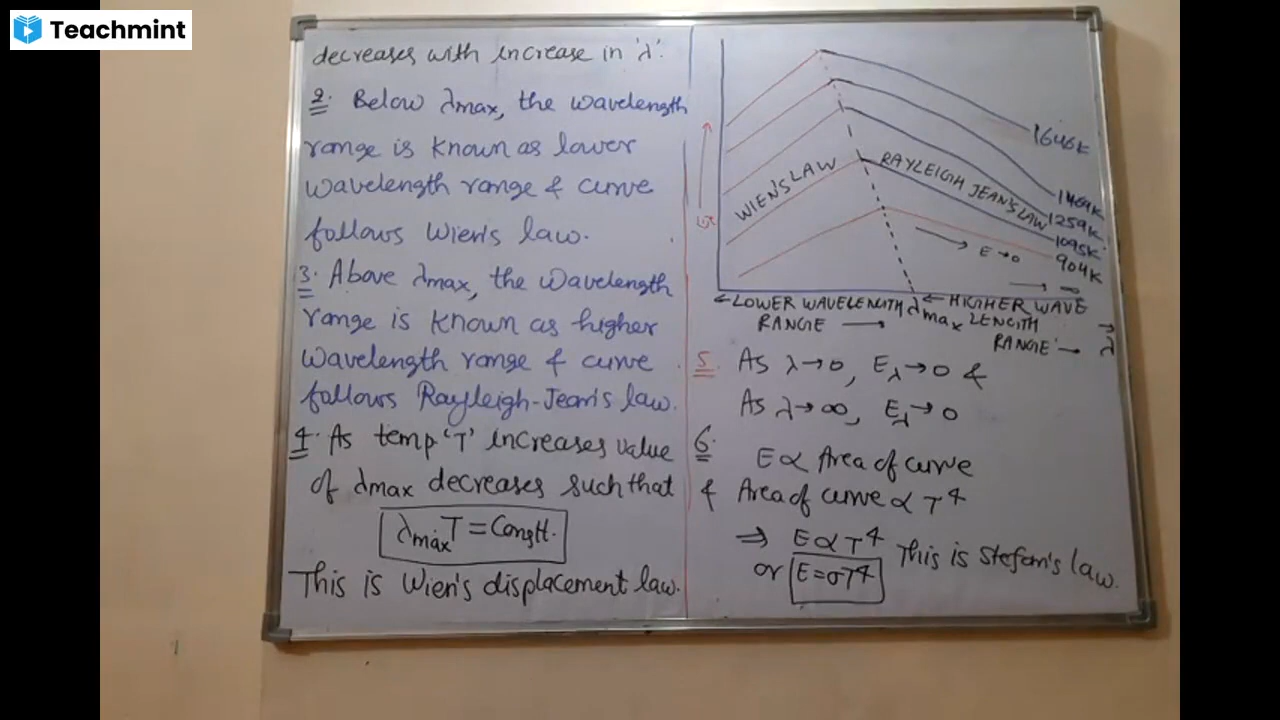 Teachmint
decreases with increase in 'λ'.
2. Below λmax, the wavelength
range is known as lower
wavelength range & curve
follows Wien's law.
3. Above λmax, the wavelength
range is known as higher
wavelength range & curve
follows Rayleigh-Jean's law.
4. As temp 'T' increases value
of λmax decreases such that
λmaxT = Constt.
This is Wien's displacement law.
WIEN'S LAW
RAYLEIGH JEAN'S LAW
1646K
1259K
1095K
904K
E→0
→ ∞
← LOWER WAVELENGTH
RANGE →
λmax
← HIGHER WAVE
LENGTH
RANGE →
→
λ
5. As λ→0, Eλ→0 &
As λ→∞, Eλ→0
6. E ∝ Area of curve
& Area of curve ∝ T⁴
⇒ E ∝ T⁴
or E=σT⁴ This is Stefan's law.